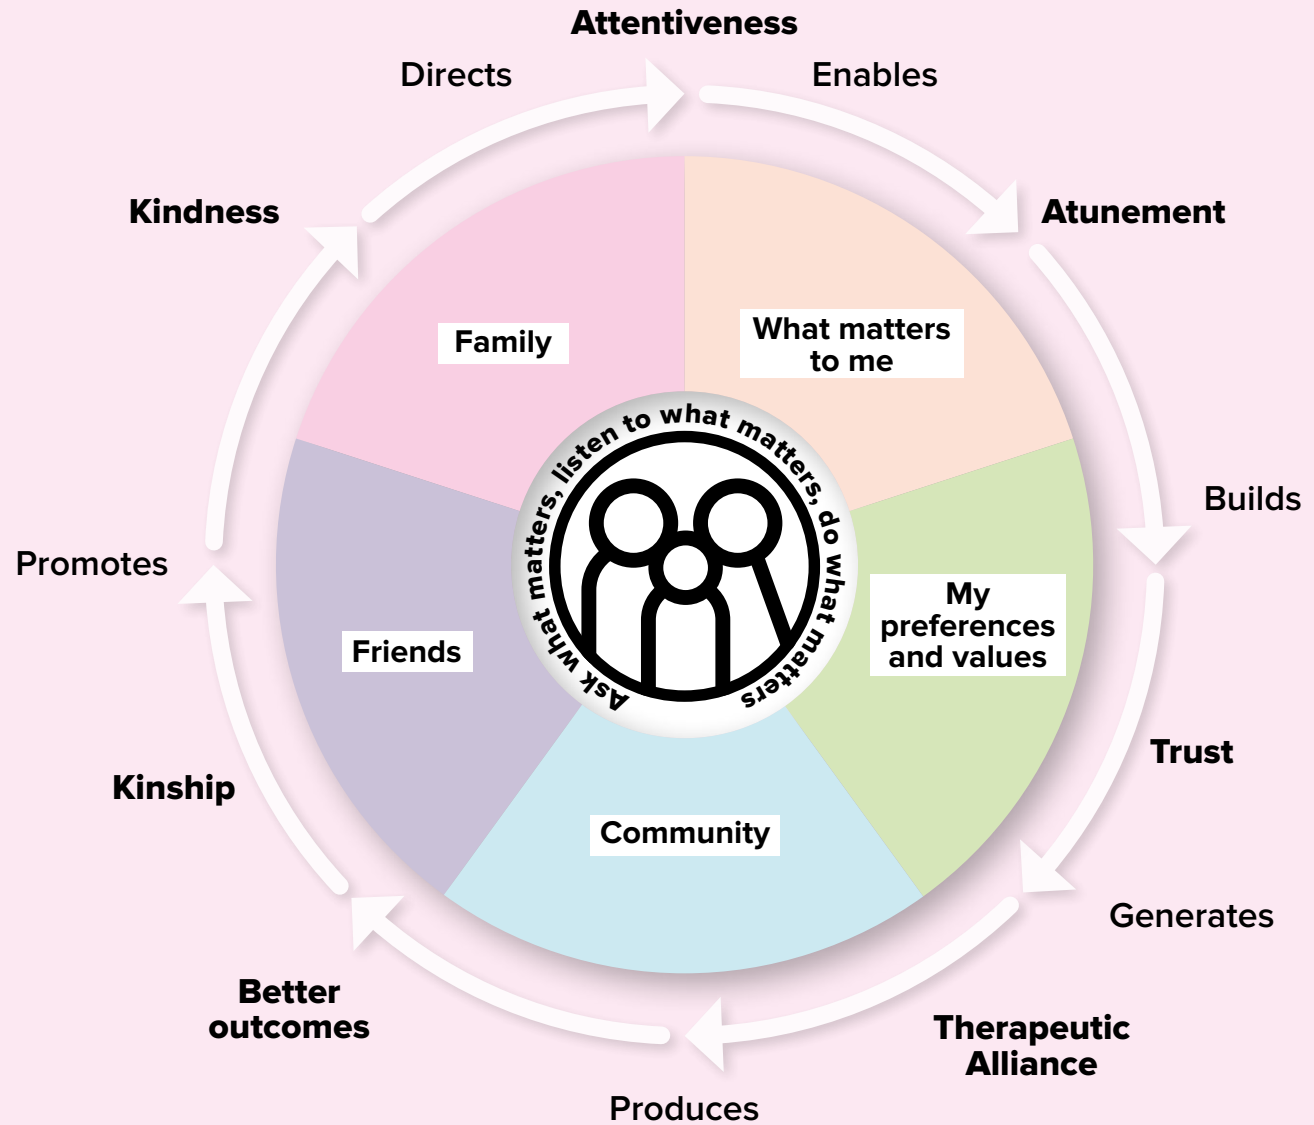 Attentiveness
Directs
Enables
Kindness
Atunement
Family
What matters
to me
Ask what matters, listen to what matters, do what matters
Builds
Promotes
My
preferences
and values
Friends
Trust
Kinship
Community
Generates
Better
outcomes
Therapeutic
Alliance
Produces